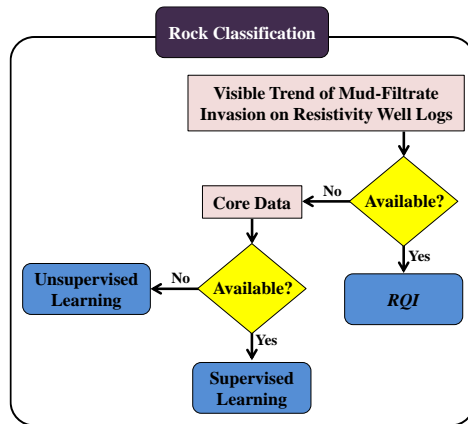 Rock Classification
Visible Trend of Mud-Filtrate
Invasion on Resistivity Well Logs
No
Core Data
Available?
Yes
Unsupervised
Learning
No
Available?
RQI
Yes
Supervised
Learning